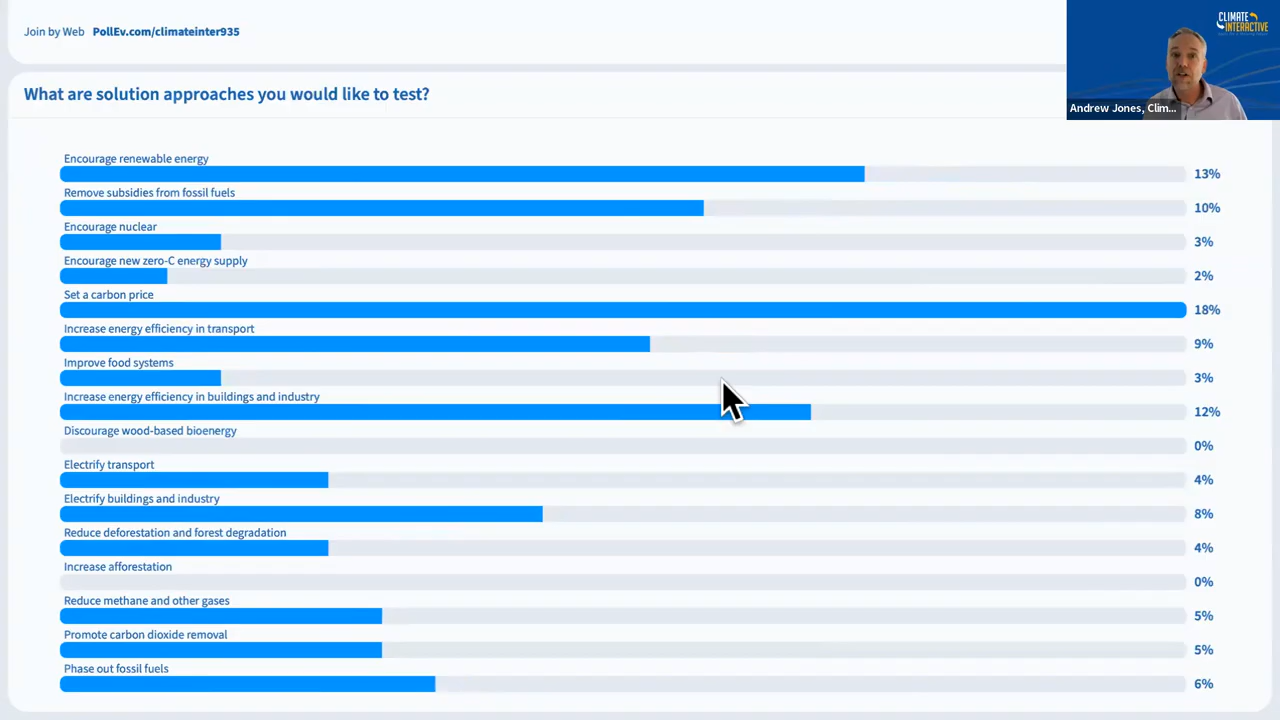 Join by Web PollEv.com/climateinter935
CLIMATE
INTERACTIVE
Andrew Jones, Clim...
What are solution approaches you would like to test?
Encourage renewable energy
13%
Remove subsidies from fossil fuels
10%
Encourage nuclear
3%
Encourage new zero-C energy supply
2%
Set a carbon price
18%
Increase energy efficiency in transport
9%
Improve food systems
3%
Increase energy efficiency in buildings and industry
12%
Discourage wood-based bioenergy
0%
Electrify transport
4%
Electrify buildings and industry
8%
Reduce deforestation and forest degradation
4%
Increase afforestation
0%
Reduce methane and other gases
5%
Promote carbon dioxide removal
5%
Phase out fossil fuels
6%